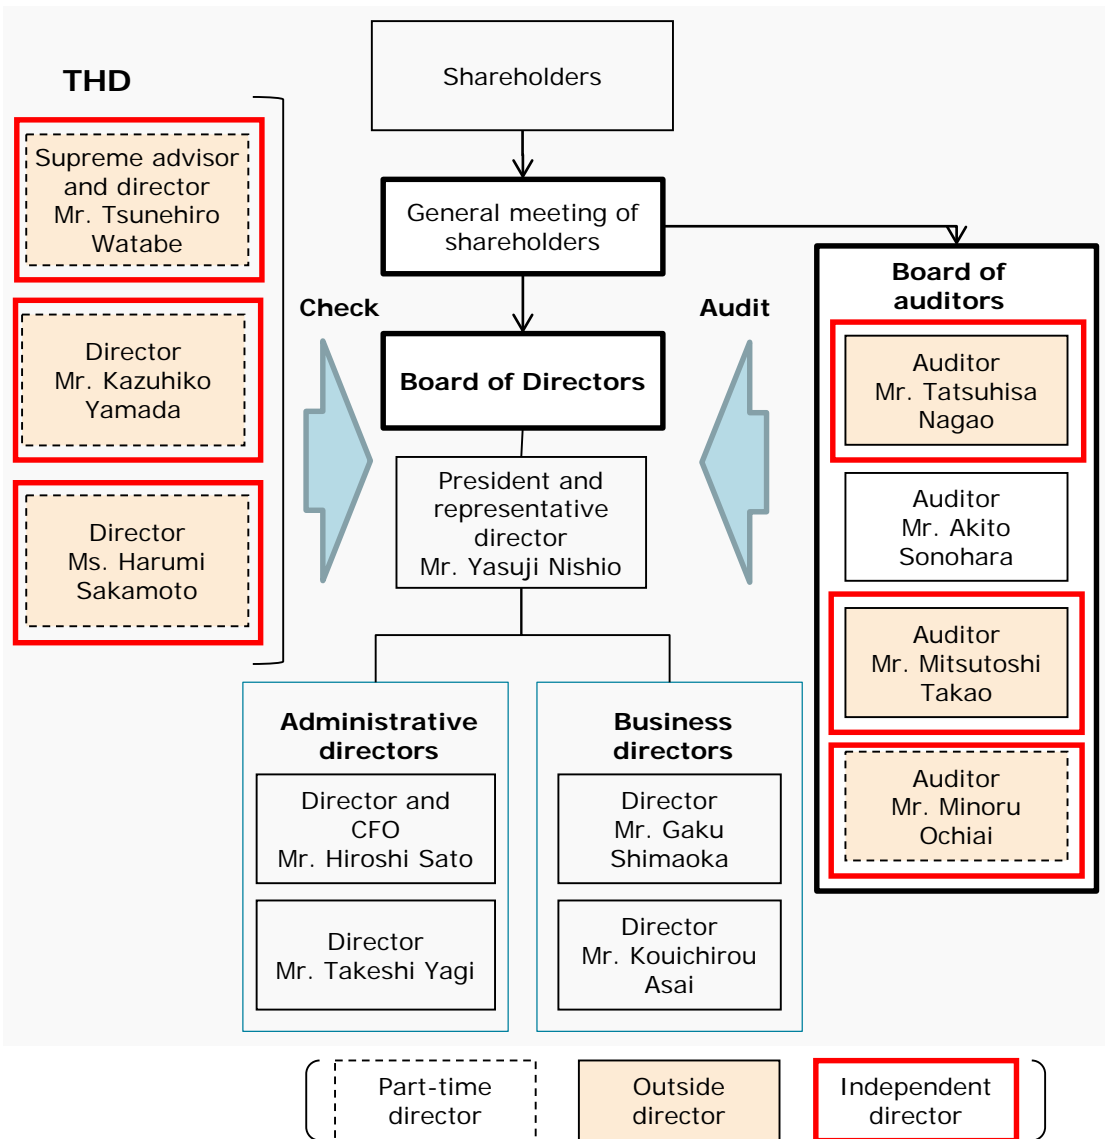 Shareholders
THD
Supreme advisor
and director
Mr. Tsunehiro
Watabe
Director
Mr. Kazuhiko
Yamada
Director
Ms. Harumi
Sakamoto
General meeting of
shareholders
Check
Audit
Board of Directors
President and
representative
director
Mr. Yasuji Nishio
Administrative
directors
Director and
CFO
Mr. Hiroshi Sato
Director
Mr. Takeshi Yagi
Business
directors
Director
Mr. Gaku
Shimaoka
Director
Mr. Kouichirou
Asai
Board of
auditors
Auditor
Mr. Tatsuhisa
Nagao
Auditor
Mr. Akito
Sonohara
Auditor
Mr. Mitsutoshi
Takao
Auditor
Mr. Minoru
Ochiai
Part-time
director
Outside
director
Independent
director